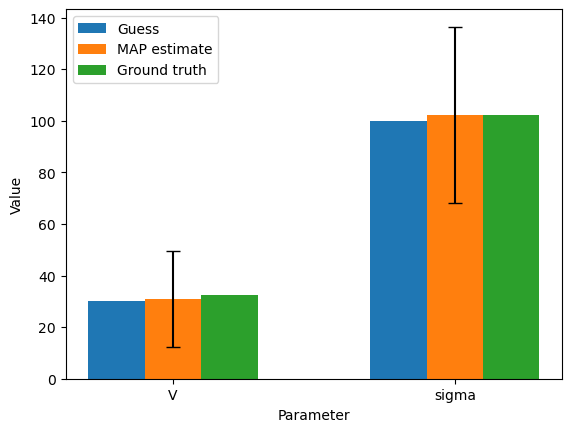 Guess
MAP estimate
Ground truth
140
120
100
80
60
40
20
0
Value
V
sigma
Parameter